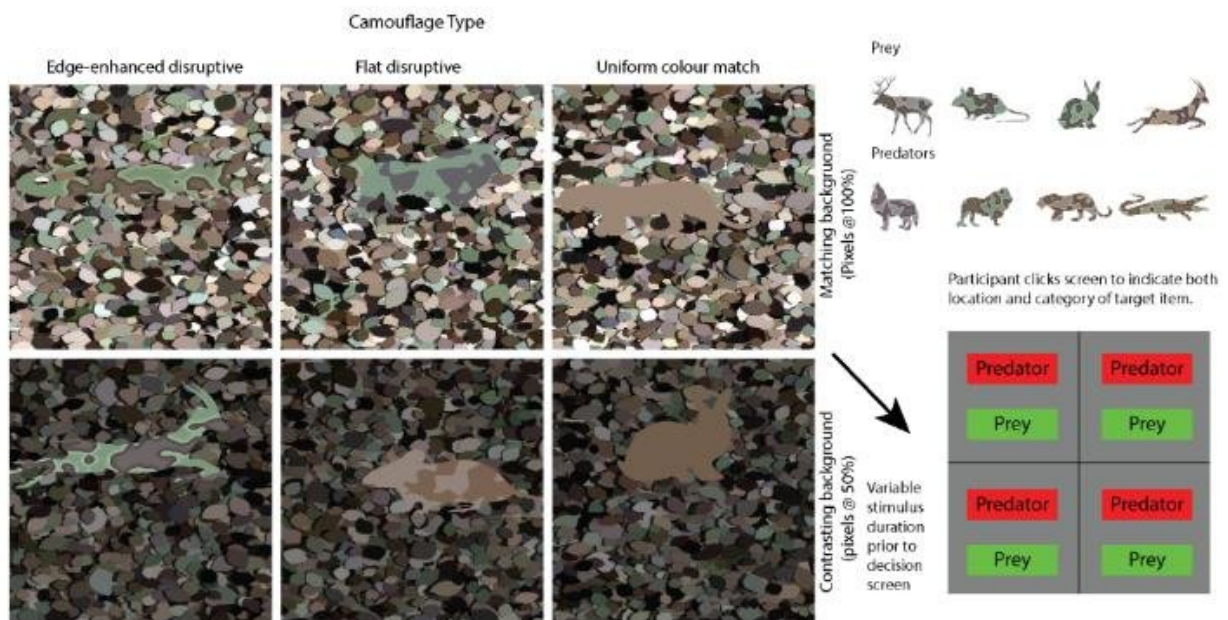 Camouflage Type
Edge-enhanced disruptive
Flat disruptive
Uniform colour match
Matching background
(Pixels @100%)
Contrasting background
(pixels @ 50%)
Prey
Predators
Participant clicks screen to indicate both
location and category of target item.
Variable
stimulus
duration
prior to
decision
screen
Predator
Predator
Prey
Prey
Predator
Predator
Prey
Prey